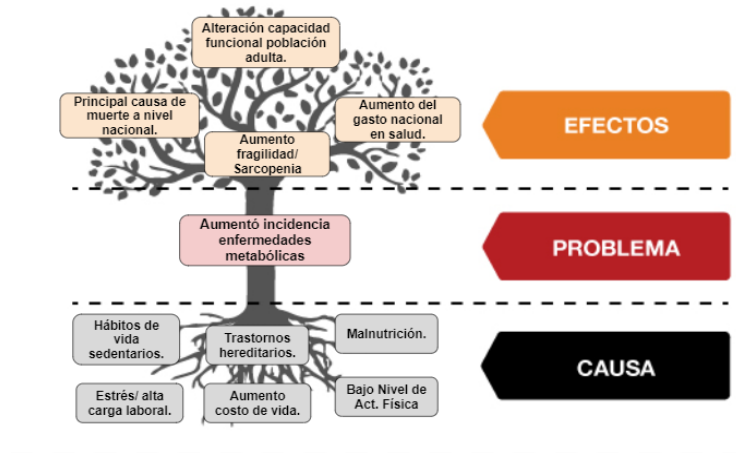 Alteración capacidad
funcional población
adulta.
Principal causa de
muerte a nivel
nacional.
Aumento del
gasto nacional
en salud.
Aumento
fragilidad/
Sarcopenia
EFECTOS
Aumentó incidencia
enfermedades
metabólicas
PROBLEMA
Hábitos de
vida
sedentarios.
Trastornos
hereditarios.
Malnutrición.
CAUSA
Estrés/ alta
carga laboral.
Aumento
costo de vida.
Bajo Nivel de
Act. Física